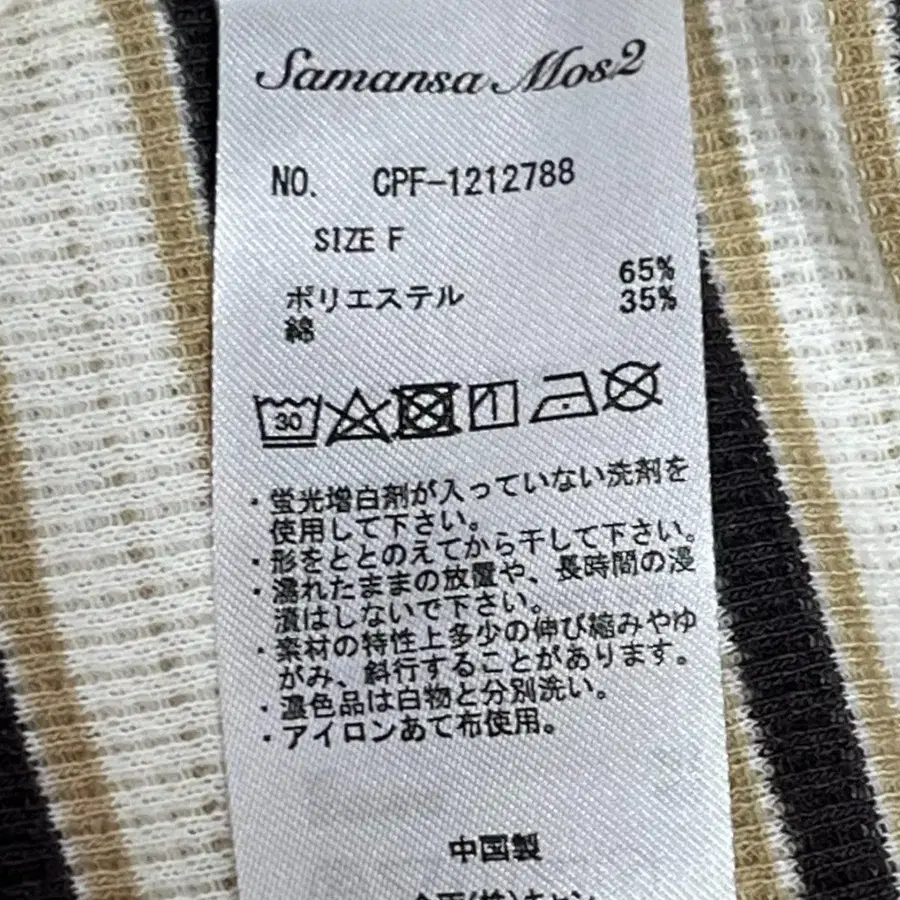 Samansa Mos2
NO. CPF-1212788
SIZE F
ポリエステル 65%
綿 35%
30
・蛍光増白剤が入っていない洗剤を
使用して下さい。
・形をととのえてから干して下さい。
・濡れたままの放置や、長時間の浸
漬はしないで下さい。
・素材の特性上多少の伸び縮みやゆ
がみ、斜行することがあります。
・濃色品は白物と分別洗い。
・アイロンあて布使用。
中国製